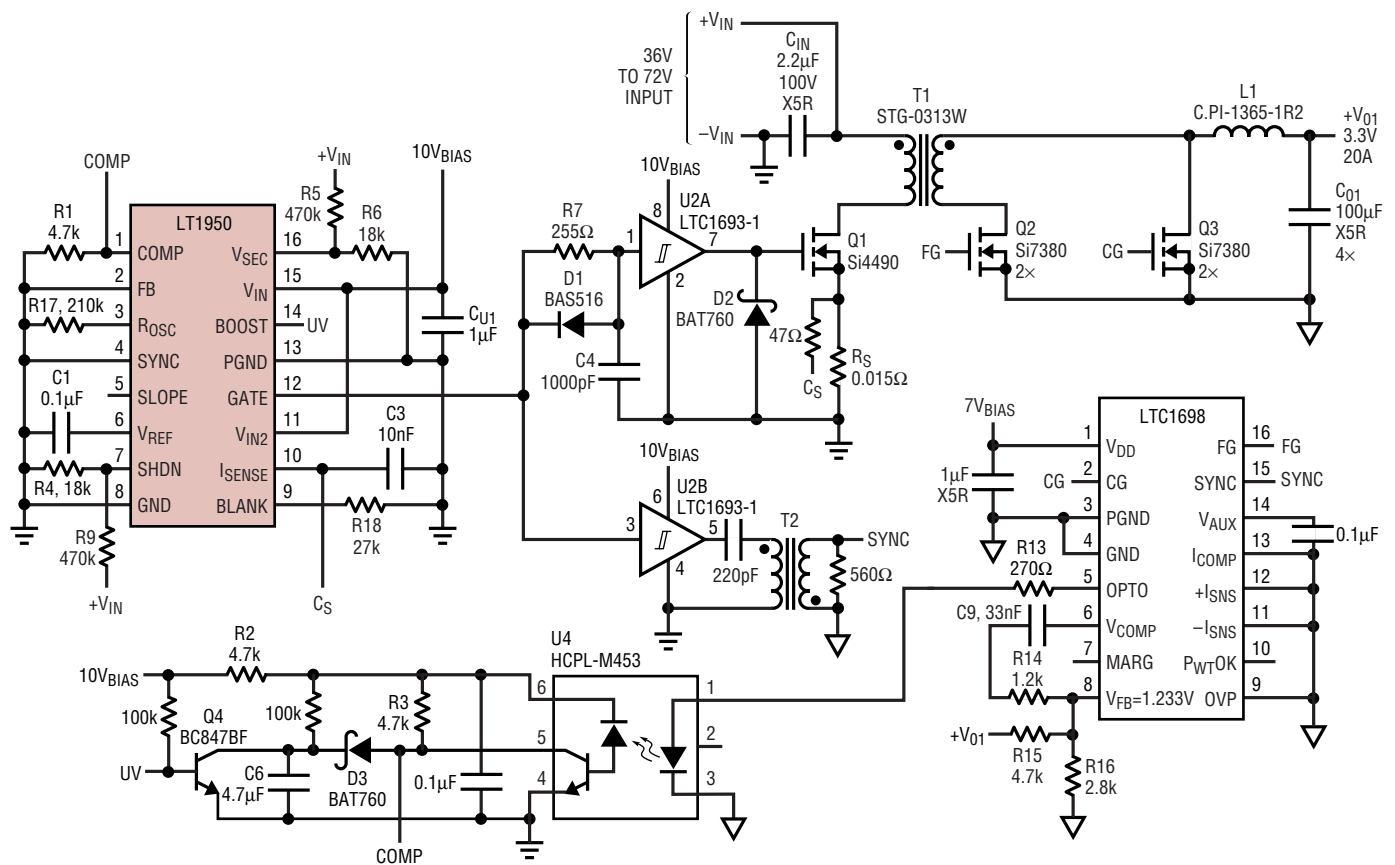 36V
TO 72V
INPUT
+VIN
–VIN
CIN
2.2µF
100V
X5R
T1
STG-0313W
L1
C.PI-1365-1R2
+V01
3.3V
20A
C01
100µF
X5R
4×
COMP
R1
4.7k
LT1950
+VIN
R5
470k
R6
18k
10VBIAS
1
COMP
VSEC
16
2
FB
VIN
15
R17, 210k
3
ROSC
BOOST
14
UV
4
SYNC
PGND
13
CU1
1µF
C1
0.1µF
5
SLOPE
GATE
12
6
VREF
VIN2
11
C3
10nF
7
SHDN
ISENSE
10
R4, 18k
8
GND
BLANK
9
R18
27k
R9
470k
+VIN
CS
R7
255Ω
D1
BAS516
C4
1000pF
10VBIAS
8
U2A
LTC1693-1
1
7
2
D2
BAT760
Q1
Si4490
47Ω
CS
RS
0.015Ω
FG
Q2
Si7380
2×
CG
Q3
Si7380
2×
10VBIAS
6
U2B
LTC1693-1
3
5
4
220pF
T2
SYNC
560Ω
7VBIAS
1µF
X5R
LTC1698
1
VDD
FG
16
FG
CG
2
CG
SYNC
15
SYNC
3
PGND
VAUX
14
0.1µF
4
GND
ICOMP
13
R13
270Ω
5
OPTO
+ISNS
12
C9, 33nF
6
VCOMP
–ISNS
11
7
MARG
PWTOK
10
R14
1.2k
8
VFB=1.233V
OVP
9
+V01
R15
4.7k
R16
2.8k
10VBIAS
R2
4.7k
100k
Q4
BC847BF
UV
100k
C6
4.7µF
D3
BAT760
R3
4.7k
0.1µF
COMP
U4
HCPL-M453
6
5
4
1
2
3